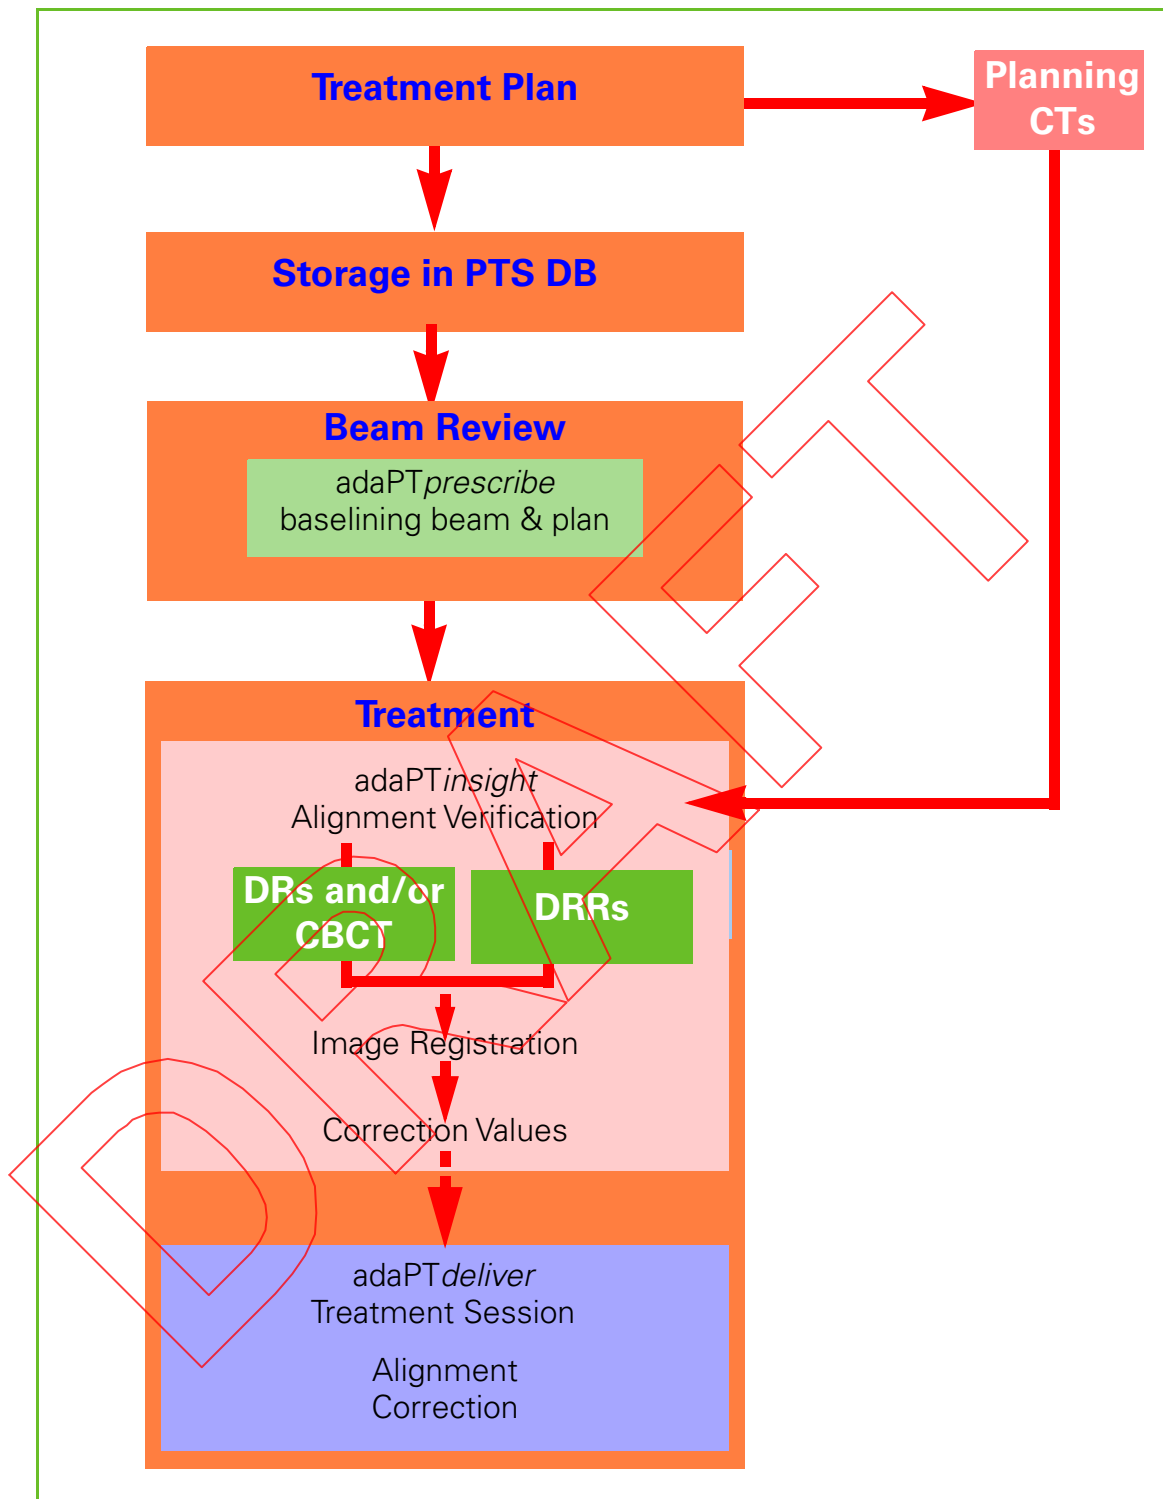 Treatment Plan
Planning
CTs
Storage in PTS DB
Beam Review
adaPTprescribe
baselining beam & plan
Treatment
adaPTinsight
Alignment Verification
DRs and/or
CBCT
DRRs
Image Registration
Correction Values
adaPTdeliver
Treatment Session
Alignment
Correction
DRAFT